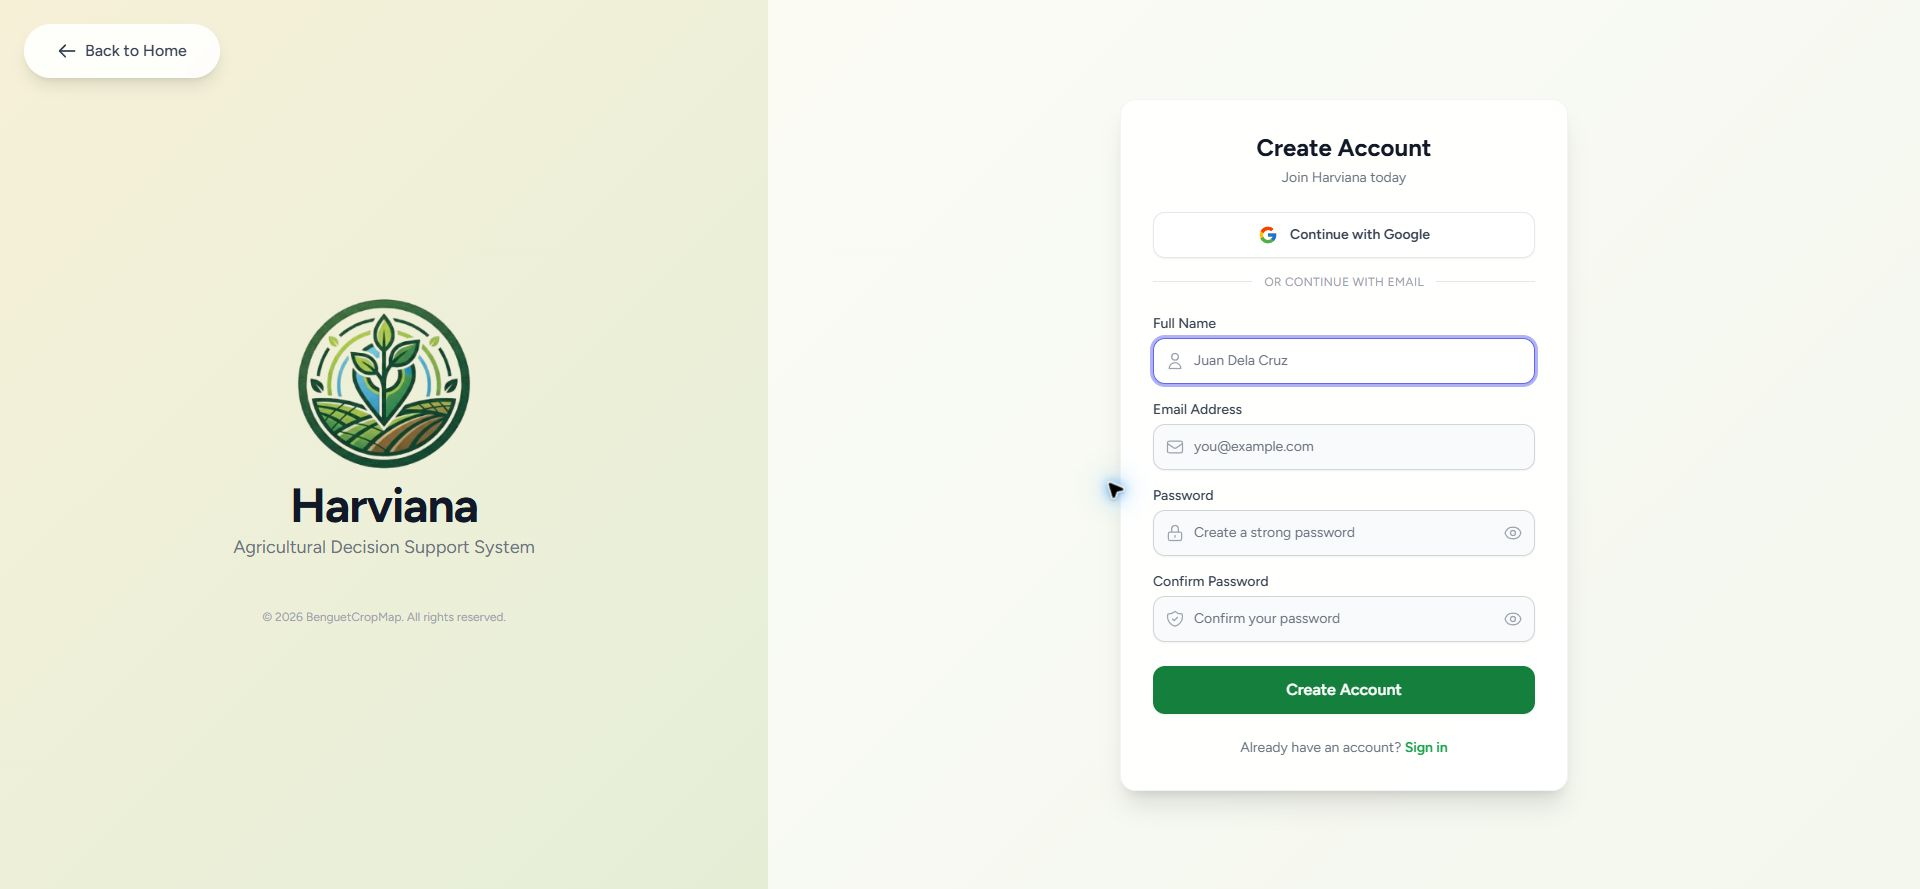 Back to Home
Harviana
Agricultural Decision Support System
© 2026 BenguetCropMap. All rights reserved.
Create Account
Join Harviana today
Continue with Google
OR CONTINUE WITH EMAIL
Full Name
Juan Dela Cruz
Email Address
you@example.com
Password
Create a strong password
Confirm Password
Confirm your password
Create Account
Already have an account? Sign in